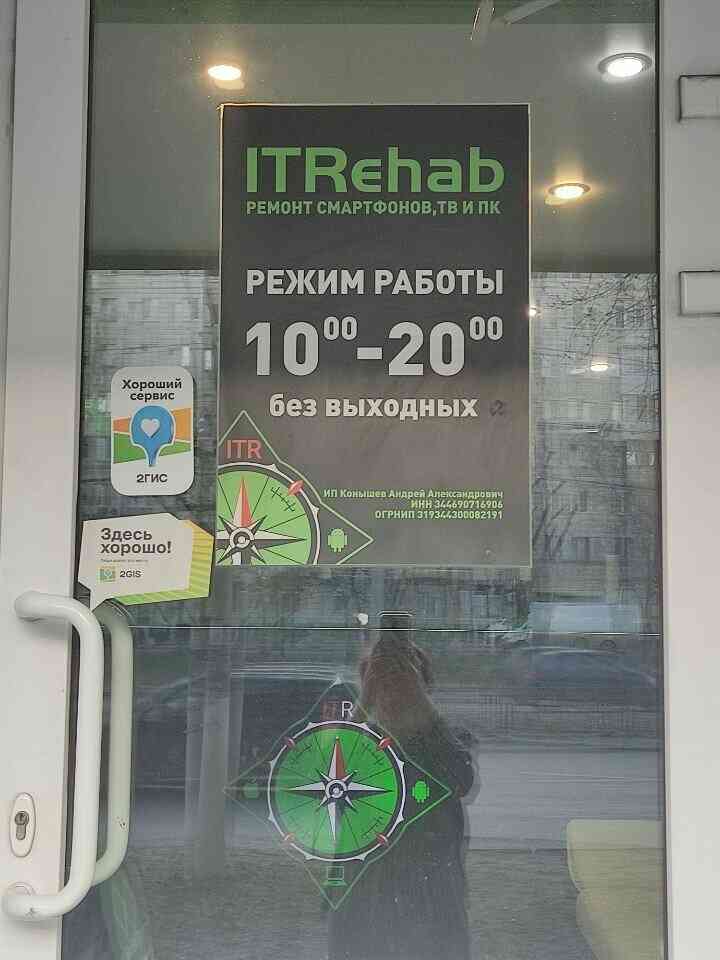 ITRehab
РЕМОНТ СМАРТФОНОВ,ТВ И ПК
РЕЖИМ РАБОТЫ
10⁰⁰-20⁰⁰
без выходных
Хороший
сервис
2ГИС
ITR
ИП Конышев Андрей Александрович
ИНН 344690716906
ОГРНИП 319344300082191
Здесь
хорошо!
2GIS
ITR